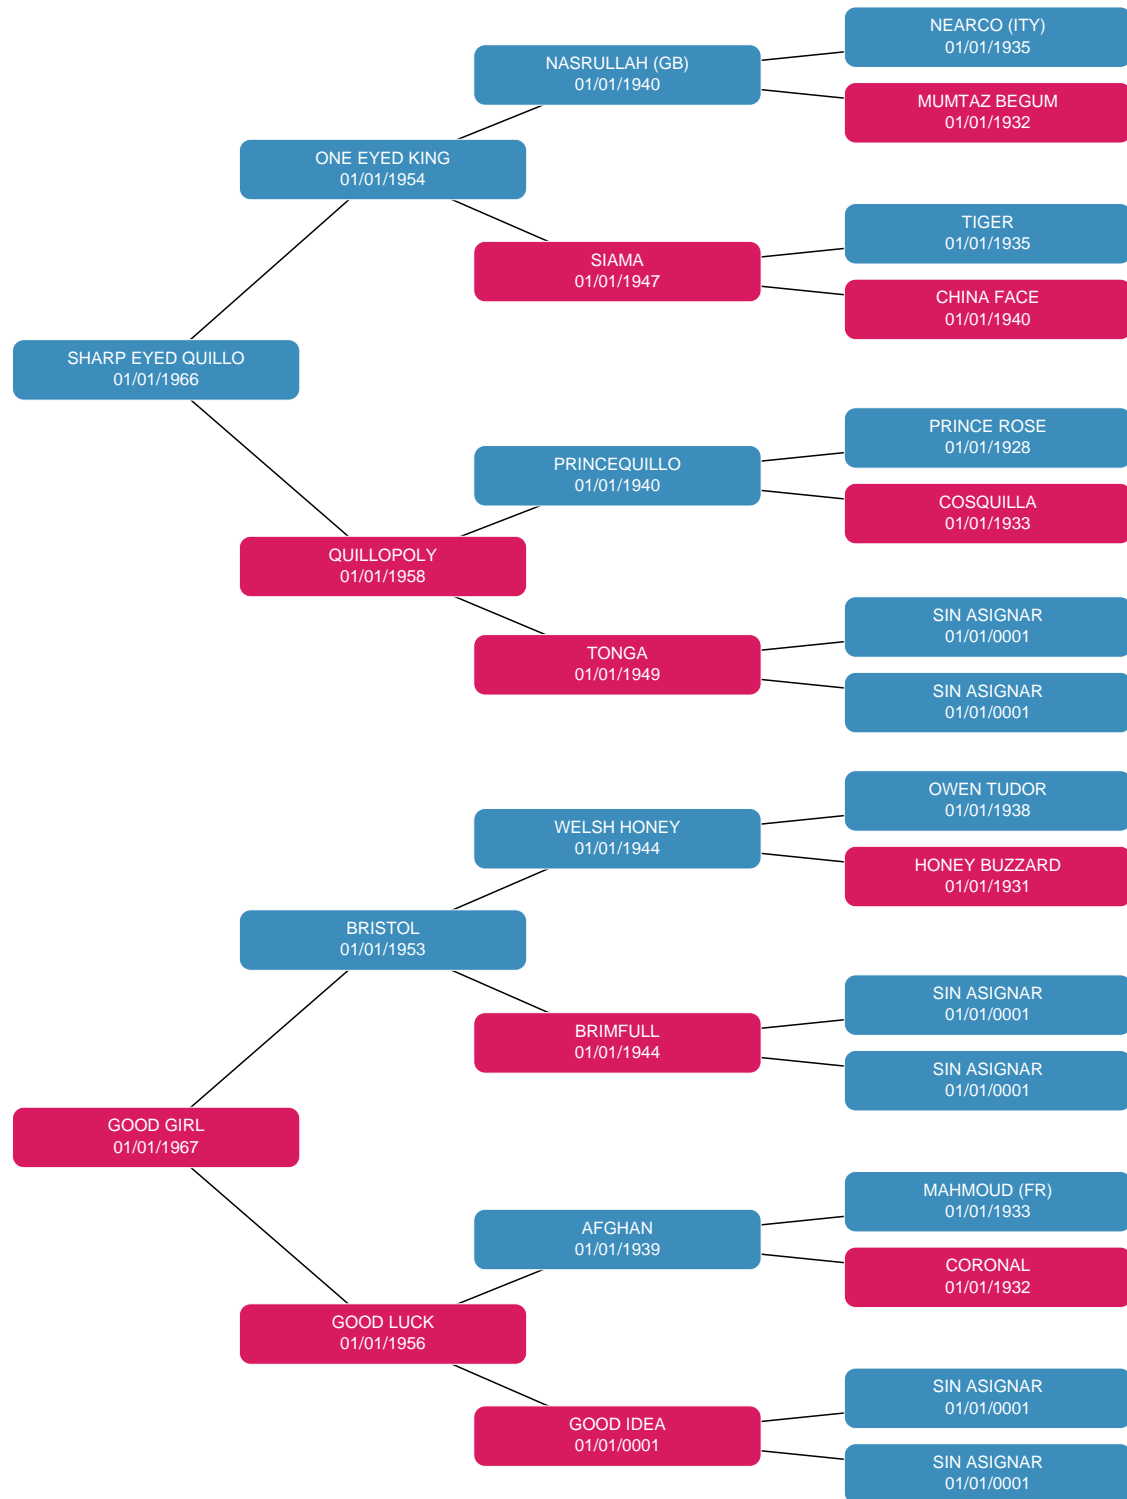 NEARCO (ITY)
01/01/1935
NASRULLAH (GB)
01/01/1940
MUMTAZ BEGUM
01/01/1932
ONE EYED KING
01/01/1954
TIGER
01/01/1935
SIAMA
01/01/1947
CHINA FACE
01/01/1940
SHARP EYED QUILLO
01/01/1966
PRINCE ROSE
01/01/1928
PRINCEQUILLO
01/01/1940
COSQUILLA
01/01/1933
QUILLOPOLY
01/01/1958
SIN ASIGNAR
01/01/0001
TONGA
01/01/1949
SIN ASIGNAR
01/01/0001
OWEN TUDOR
01/01/1938
WELSH HONEY
01/01/1944
HONEY BUZZARD
01/01/1931
BRISTOL
01/01/1953
SIN ASIGNAR
01/01/0001
BRIMFULL
01/01/1944
SIN ASIGNAR
01/01/0001
GOOD GIRL
01/01/1967
MAHMOUD (FR)
01/01/1933
AFGHAN
01/01/1939
CORONAL
01/01/1932
GOOD LUCK
01/01/1956
SIN ASIGNAR
01/01/0001
GOOD IDEA
01/01/0001
SIN ASIGNAR
01/01/0001